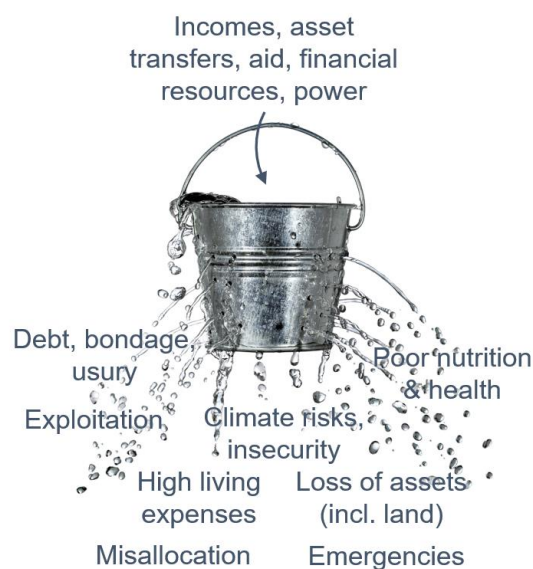 Incomes, asset
transfers, aid, financial
resources, power
Debt, bondage,
usury
Poor nutrition
& health
Exploitation
Climate risks,
insecurity
High living
expenses
Loss of assets
(incl. land)
Misallocation
Emergencies